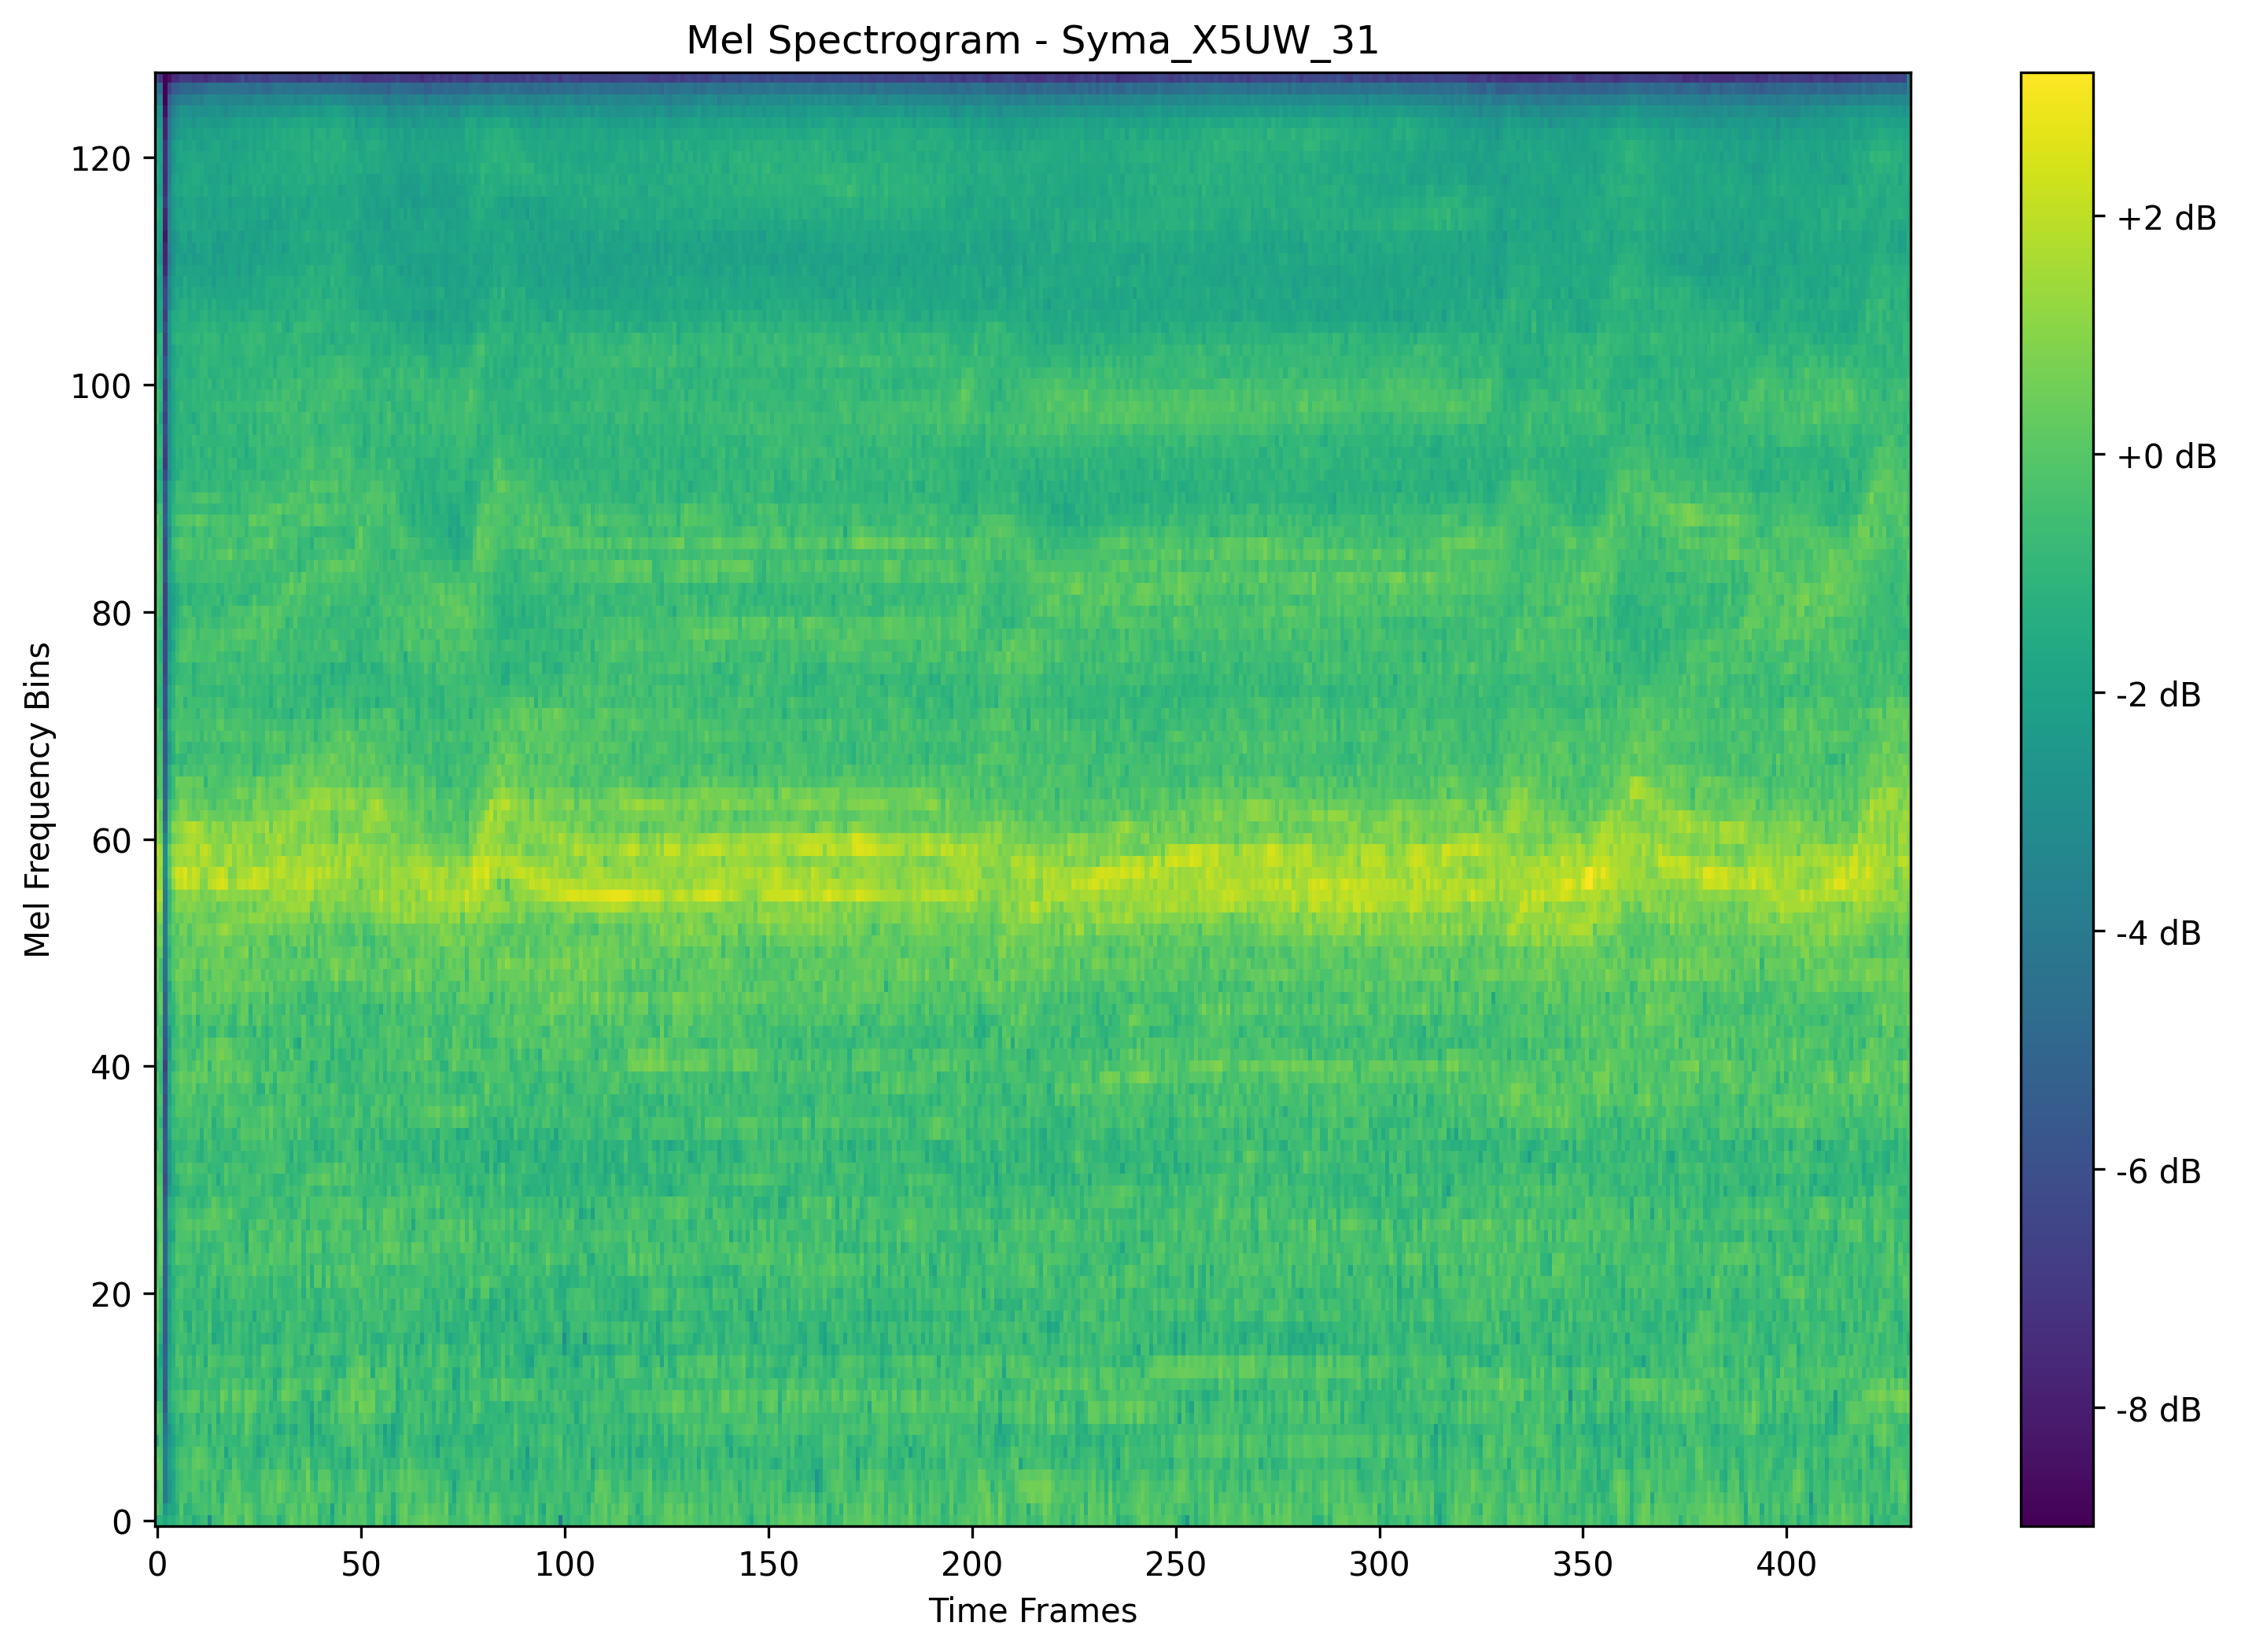 Mel Spectrogram - Syma_X5UW_31
Mel Frequency Bins
120
100
80
60
40
20
0
0 50 100 150 200 250 300 350 400
Time Frames
+2 dB
+0 dB
-2 dB
-4 dB
-6 dB
-8 dB